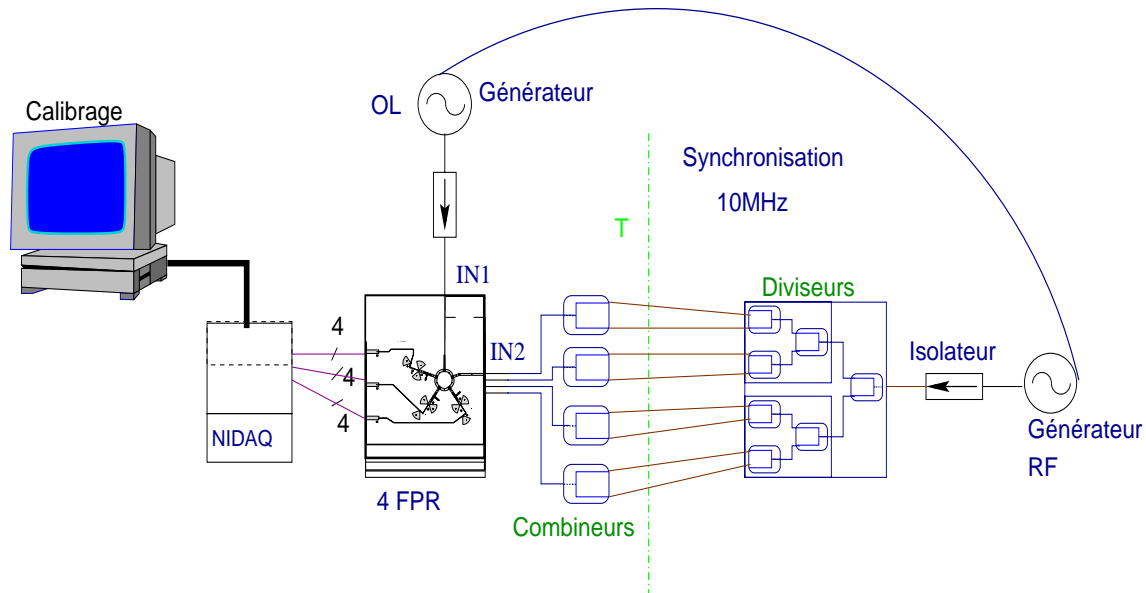 Calibrage
OL
Générateur
Synchronisation
10MHz
T
IN1
IN2
Diviseurs
Isolateur
4
4
4
NIDAQ
4 FPR
Combineurs
Générateur
RF